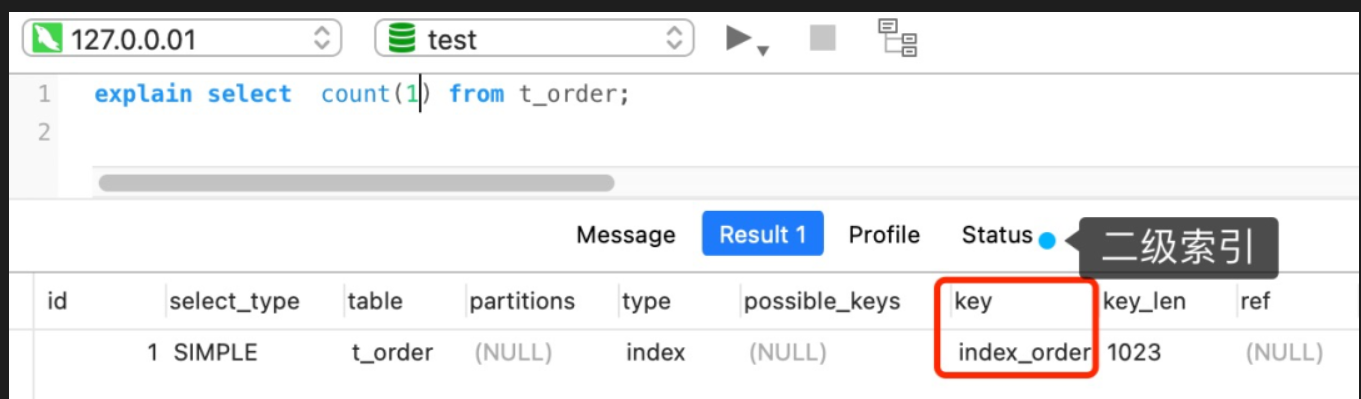 127.0.0.01 test
1 explain select count(1) from t_order;
2
Message Result 1 Profile Status 二级索引
id select_type table partitions type possible_keys key key_len ref
1 SIMPLE t_order (NULL) index (NULL) index_order 1023 (NULL)